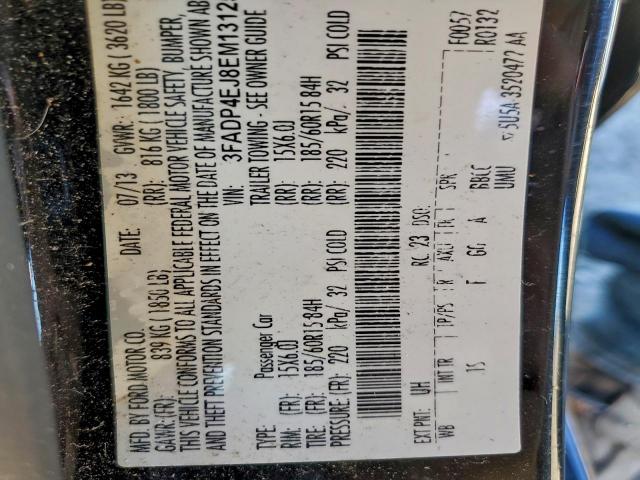 MFD. BY FORD MOTOR CO.
DATE: 07/13 GVWR: 1642 KG ( 3620 LB)
GAWR: (FR): 839 KG (1850 LB) (RR): 816 KG (1800 LB)
THIS VEHICLE CONFORMS TO ALL APPLICABLE FEDERAL MOTOR VEHICLE SAFETY, BUMPER,
AND THEFT PREVENTION STANDARDS IN EFFECT ON THE DATE OF MANUFACTURE SHOWN AB
VIN: 3FADP4EJ8EM1312
TYPE: Passenger Car TRAILER TOWING - SEE OWNER GUIDE
RIM: (FR): 15X6.0J (RR): 15X6.0J
TIRE: (FR): 185/60R15 84H (RR): 185/60R15 84H
PRESSURE: (FR): 220 kPa/ 32 PSI COLD (RR): 220 kPa/ 32 PSI COLD
F0057
R0132
EXT PNT: UH RC: 23 DSO:
WB INT TR TP/PS R AXLE TR SPR
15 F GG A BBCC
UMU
5U5A-3520472 AA